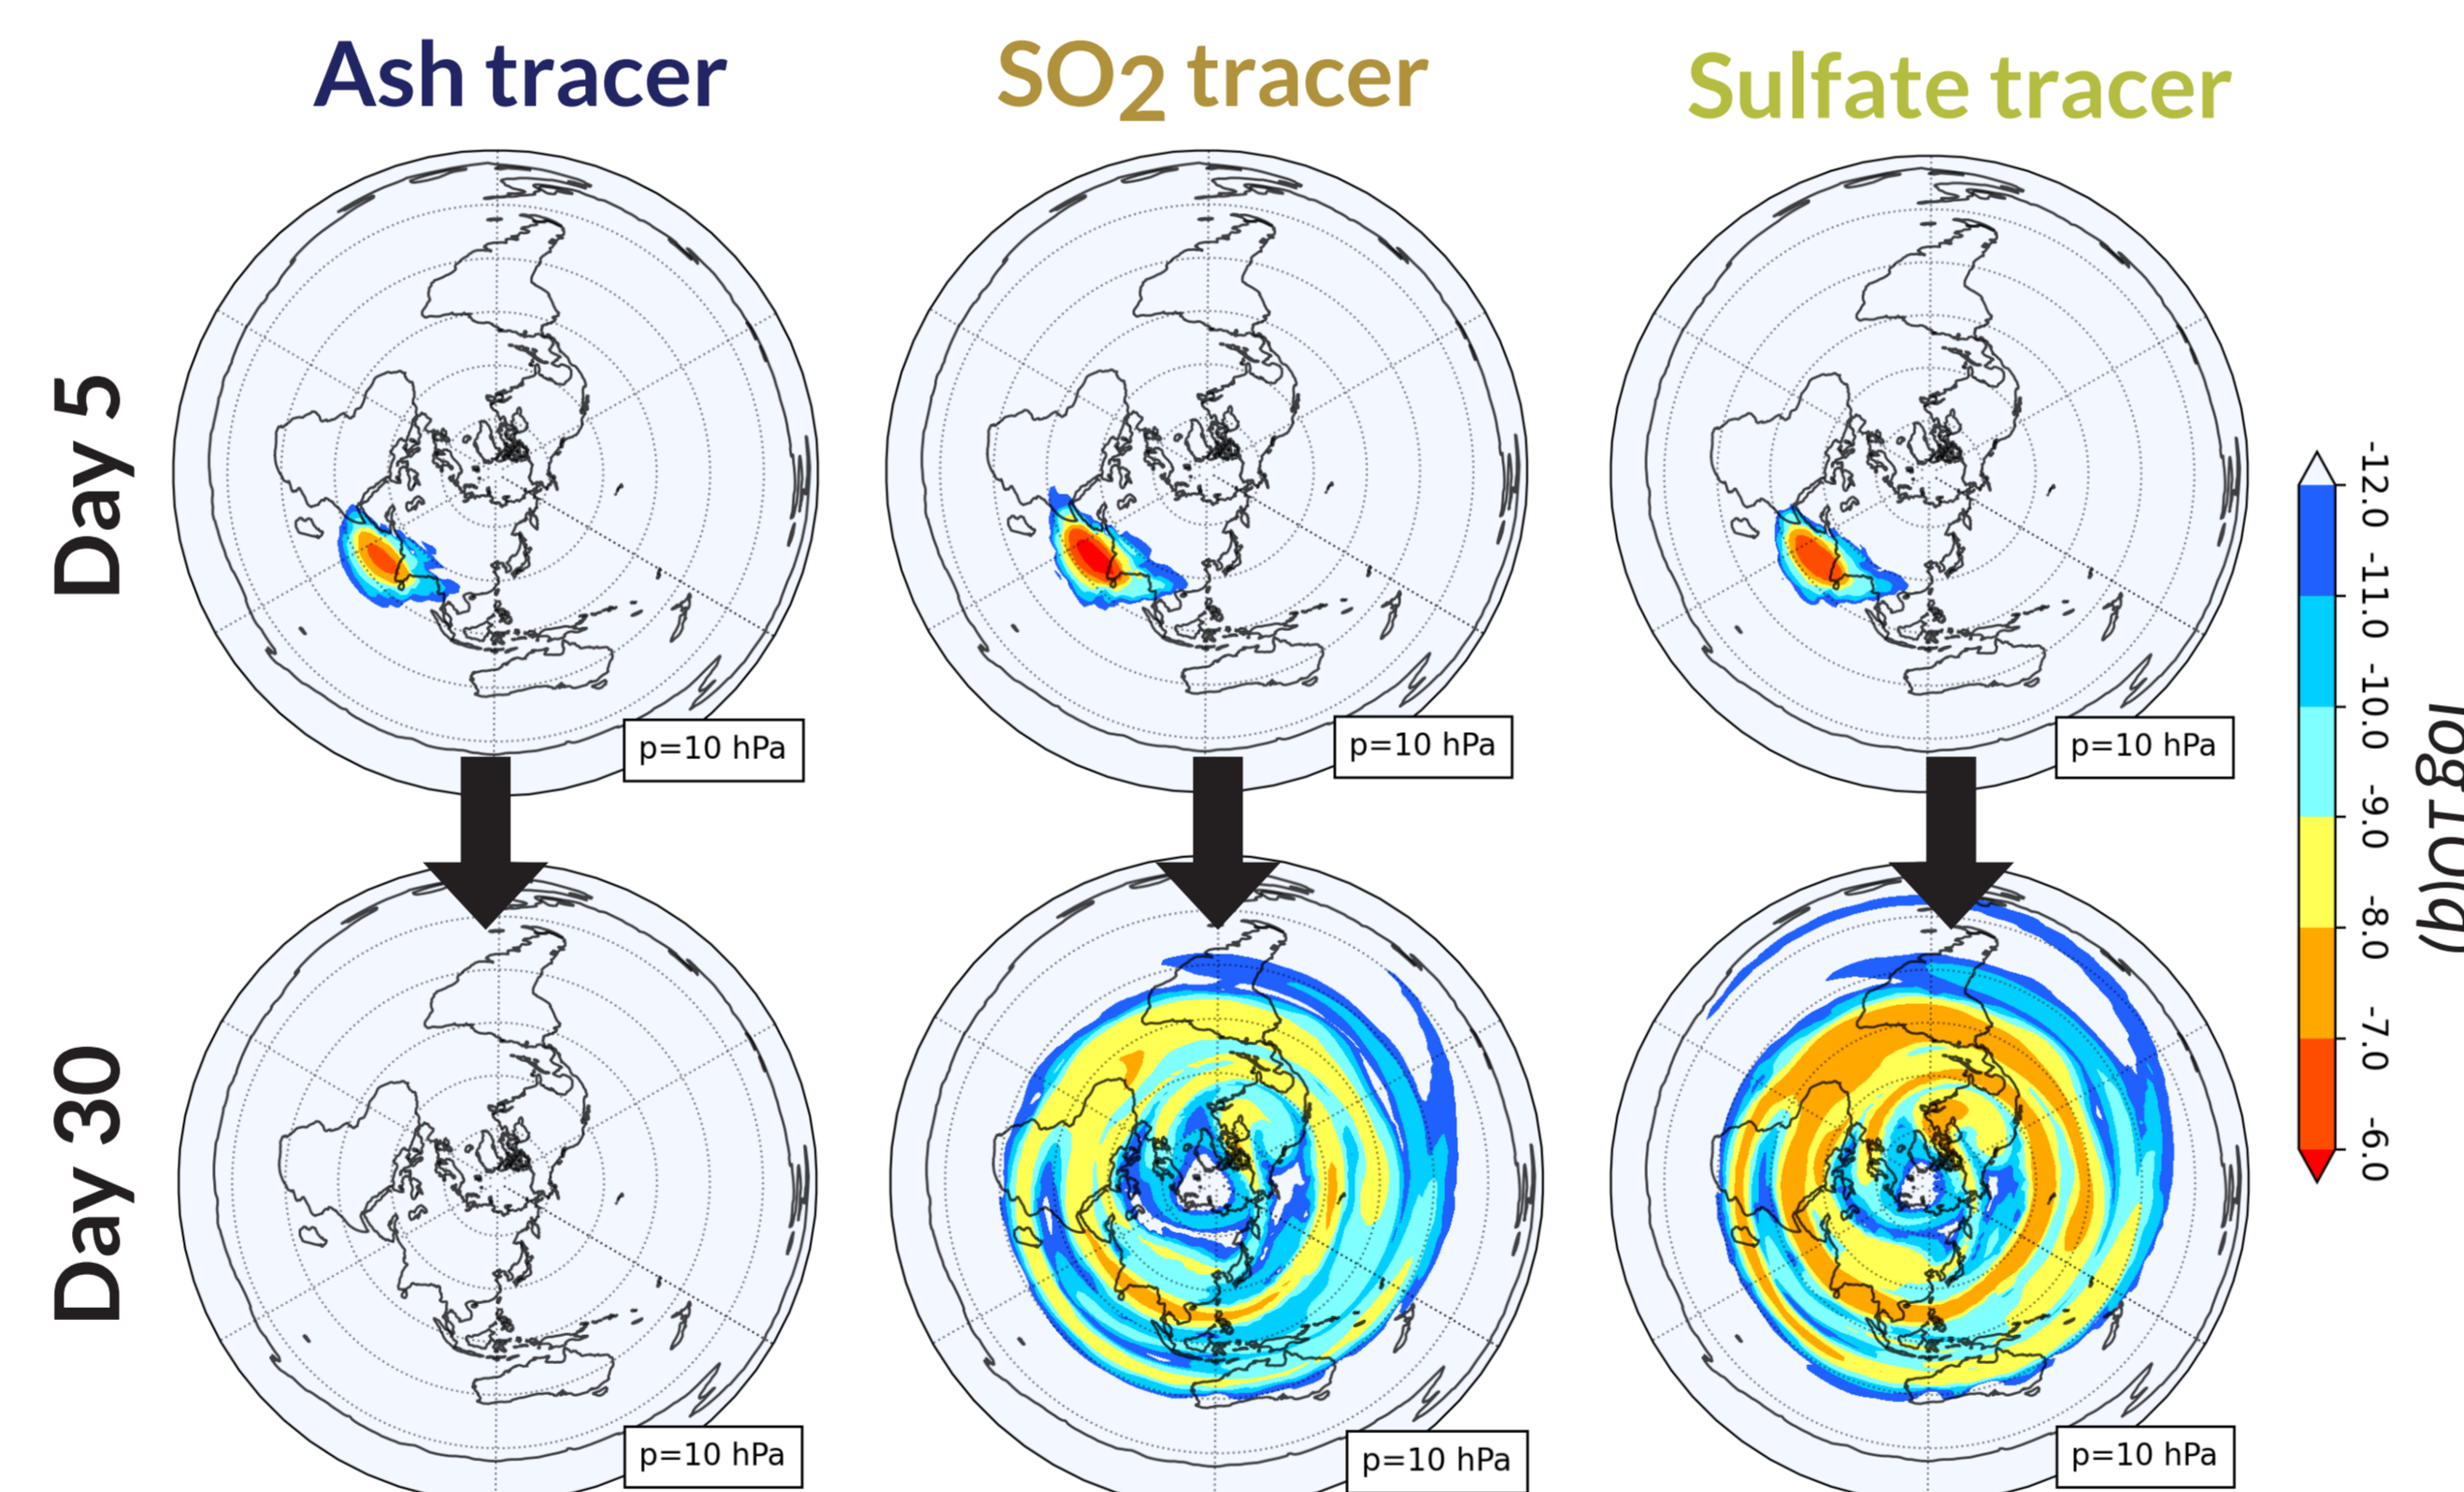 Ash tracer
SO2 tracer
Sulfate tracer
Day 5
p=10 hPa
p=10 hPa
p=10 hPa
Day 30
p=10 hPa
p=10 hPa
p=10 hPa
-12.0
-11.0
-10.0
-9.0
-8.0
-7.0
-6.0
log10(q)